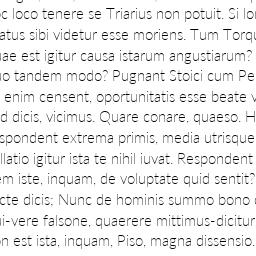 c loco tenere se Triarius non potuit. Si lo
atus sibi videtur esse moriens. Tum Torqu
ae est igitur causa istarum angustiarum?
uo tandem modo? Pugnant Stoici cum Pe
enim censent, oportunitatis esse beate v
d dicis, vicimus. Quare conare, quaeso. H
spondent extrema primis, media utrisque
llatio igitur ista te nihil iuvat. Respondent
em iste, inquam, de voluptate quid sentit?
cte dicis; Nunc de hominis summo bono
ui-vere falsone, quaerere mittimus-dicitur
n est ista, inquam, Piso, magna dissensio.